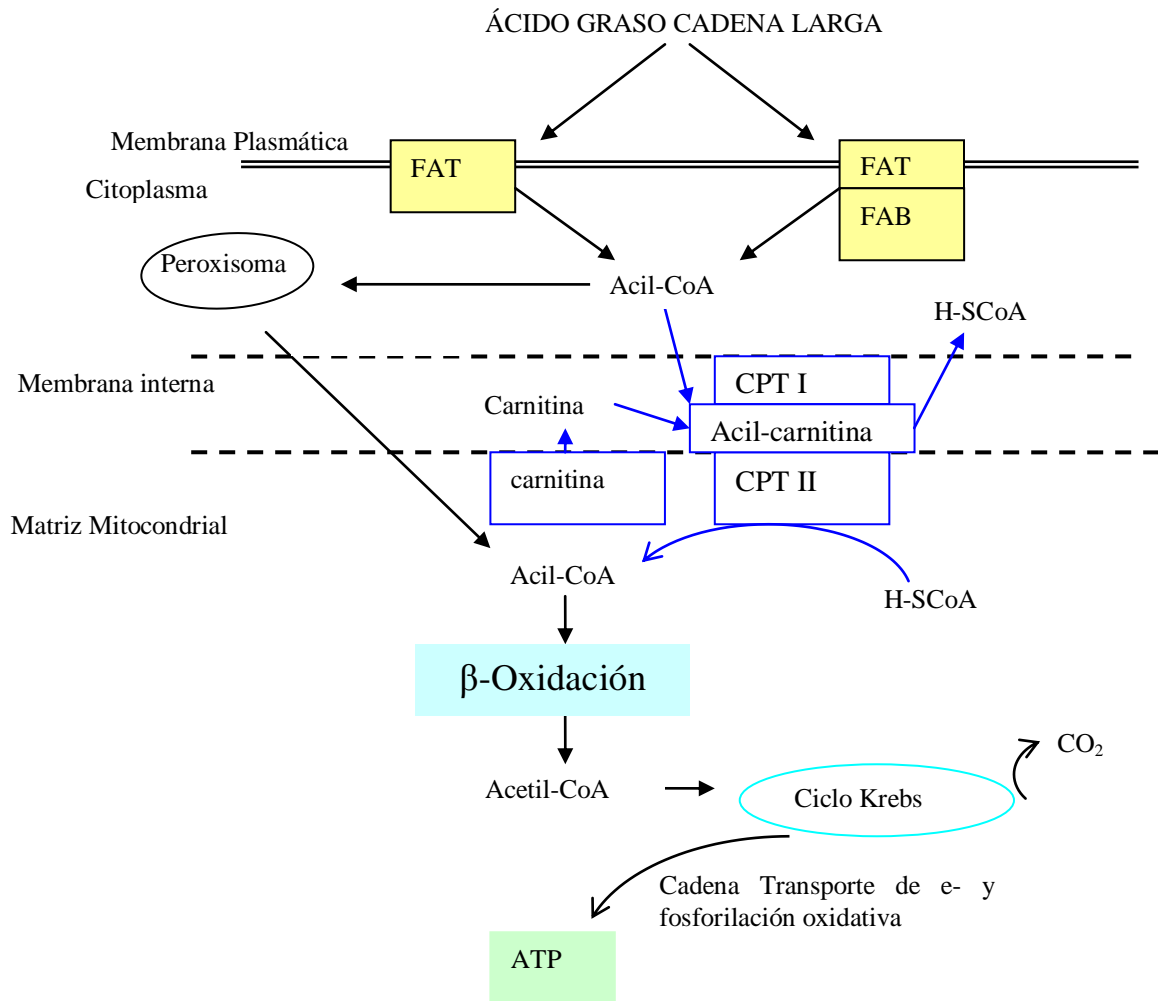 ÁCIDO GRASO CADENA LARGA
Membrana Plasmática
FAT
FAT
Citoplasma
FAB
Peroxisoma
Acil-CoA
H-SCoA
Membrana interna
CPT I
Carnitina
Acil-carnitina
carnitina
CPT II
Matriz Mitocondrial
Acil-CoA
H-SCoA
β-Oxidación
CO₂
Acetil-CoA
Ciclo Krebs
Cadena Transporte de e- y
fosforilación oxidativa
ATP